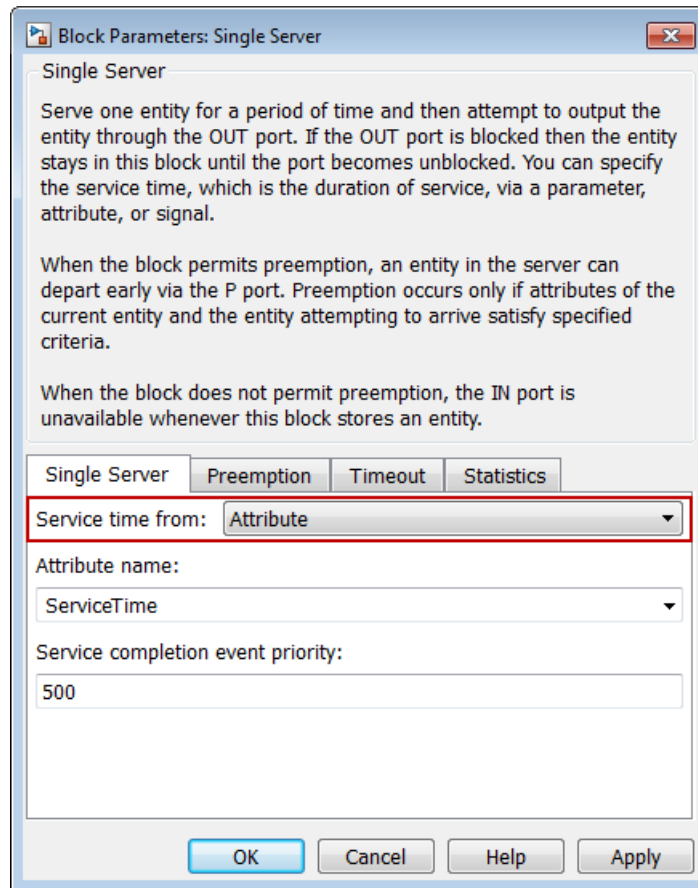 Block Parameters: Single Server
Single Server
Serve one entity for a period of time and then attempt to output the
entity through the OUT port. If the OUT port is blocked then the entity
stays in this block until the port becomes unblocked. You can specify
the service time, which is the duration of service, via a parameter,
attribute, or signal.
When the block permits preemption, an entity in the server can
depart early via the P port. Preemption occurs only if attributes of the
current entity and the entity attempting to arrive satisfy specified
criteria.
When the block does not permit preemption, the IN port is
unavailable whenever this block stores an entity.
Single Server Preemption Timeout Statistics
Service time from: Attribute
Attribute name:
ServiceTime
Service completion event priority:
500
OK Cancel Help Apply